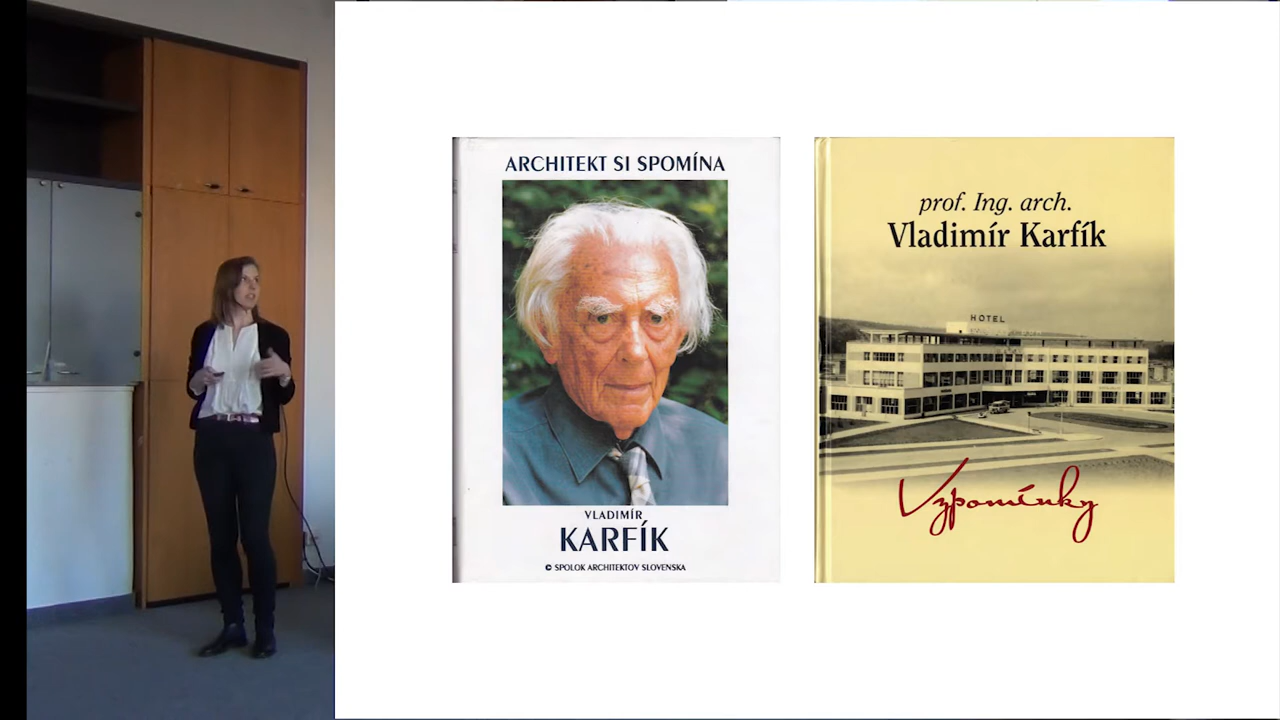 ARCHITEKT SI SPOMÍNA
VLADIMÍR
KARFÍK
© SPOLOK ARCHITEKTOV SLOVENSKA
prof. Ing. arch.
Vladimír Karfík
HOTEL
Vzpomínky